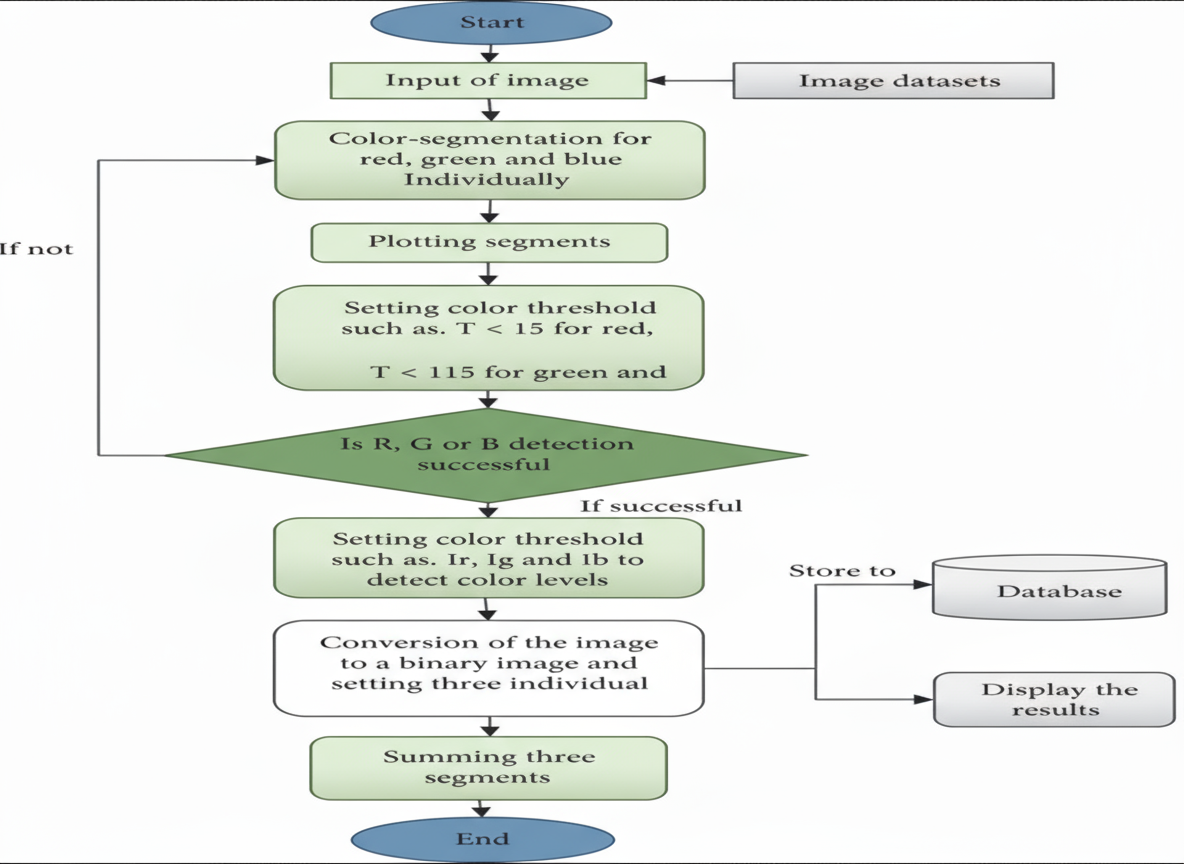 Start
Input of image
Image datasets
Color-segmentation for
red, green and blue
Individually
If not
Plotting segments
Setting color threshold
such as. T < 15 for red,
T < 115 for green and
Is R, G or B detection
successful
If successful
Setting color threshold
such as. Ir, Ig and Ib to
detect color levels
Store to
Database
Conversion of the image
to a binary image and
setting three individual
Display the
results
Summing three
segments
End